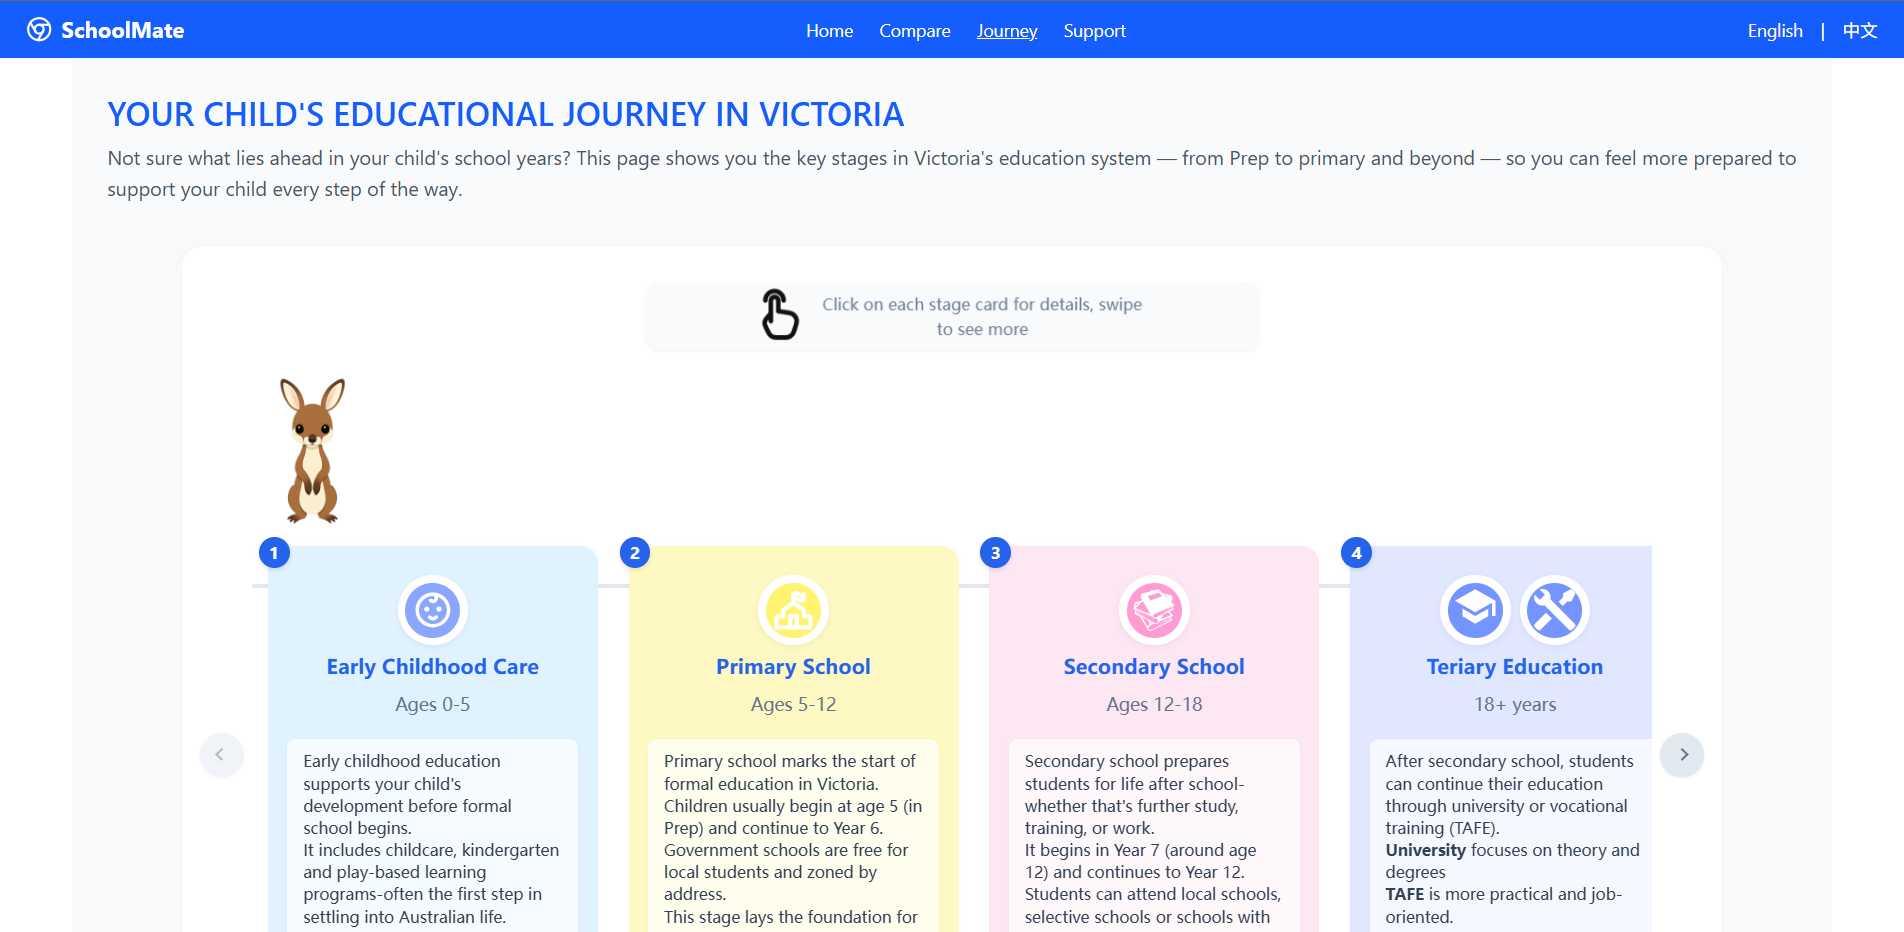 SchoolMate
Home
Compare
Journey
Support
English | 中文
YOUR CHILD'S EDUCATIONAL JOURNEY IN VICTORIA
Not sure what lies ahead in your child's school years? This page shows you the key stages in Victoria's education system — from Prep to primary and beyond — so you can feel more prepared to
support your child every step of the way.
Click on each stage card for details, swipe
to see more
1
Early Childhood Care
Ages 0-5
Early childhood education
supports your child's
development before formal
school begins.
It includes childcare, kindergarten
and play-based learning
programs-often the first step in
settling into Australian life.
2
Primary School
Ages 5-12
Primary school marks the start of
formal education in Victoria.
Children usually begin at age 5 (in
Prep) and continue to Year 6.
Government schools are free for
local students and zoned by
address.
This stage lays the foundation for
3
Secondary School
Ages 12-18
Secondary school prepares
students for life after school-
whether that's further study,
training, or work.
It begins in Year 7 (around age
12) and continues to Year 12.
Students can attend local schools,
selective schools or schools with
4
Teriary Education
18+ years
After secondary school, students
can continue their education
through university or vocational
training (TAFE).
University focuses on theory and
degrees
TAFE is more practical and job-
oriented.